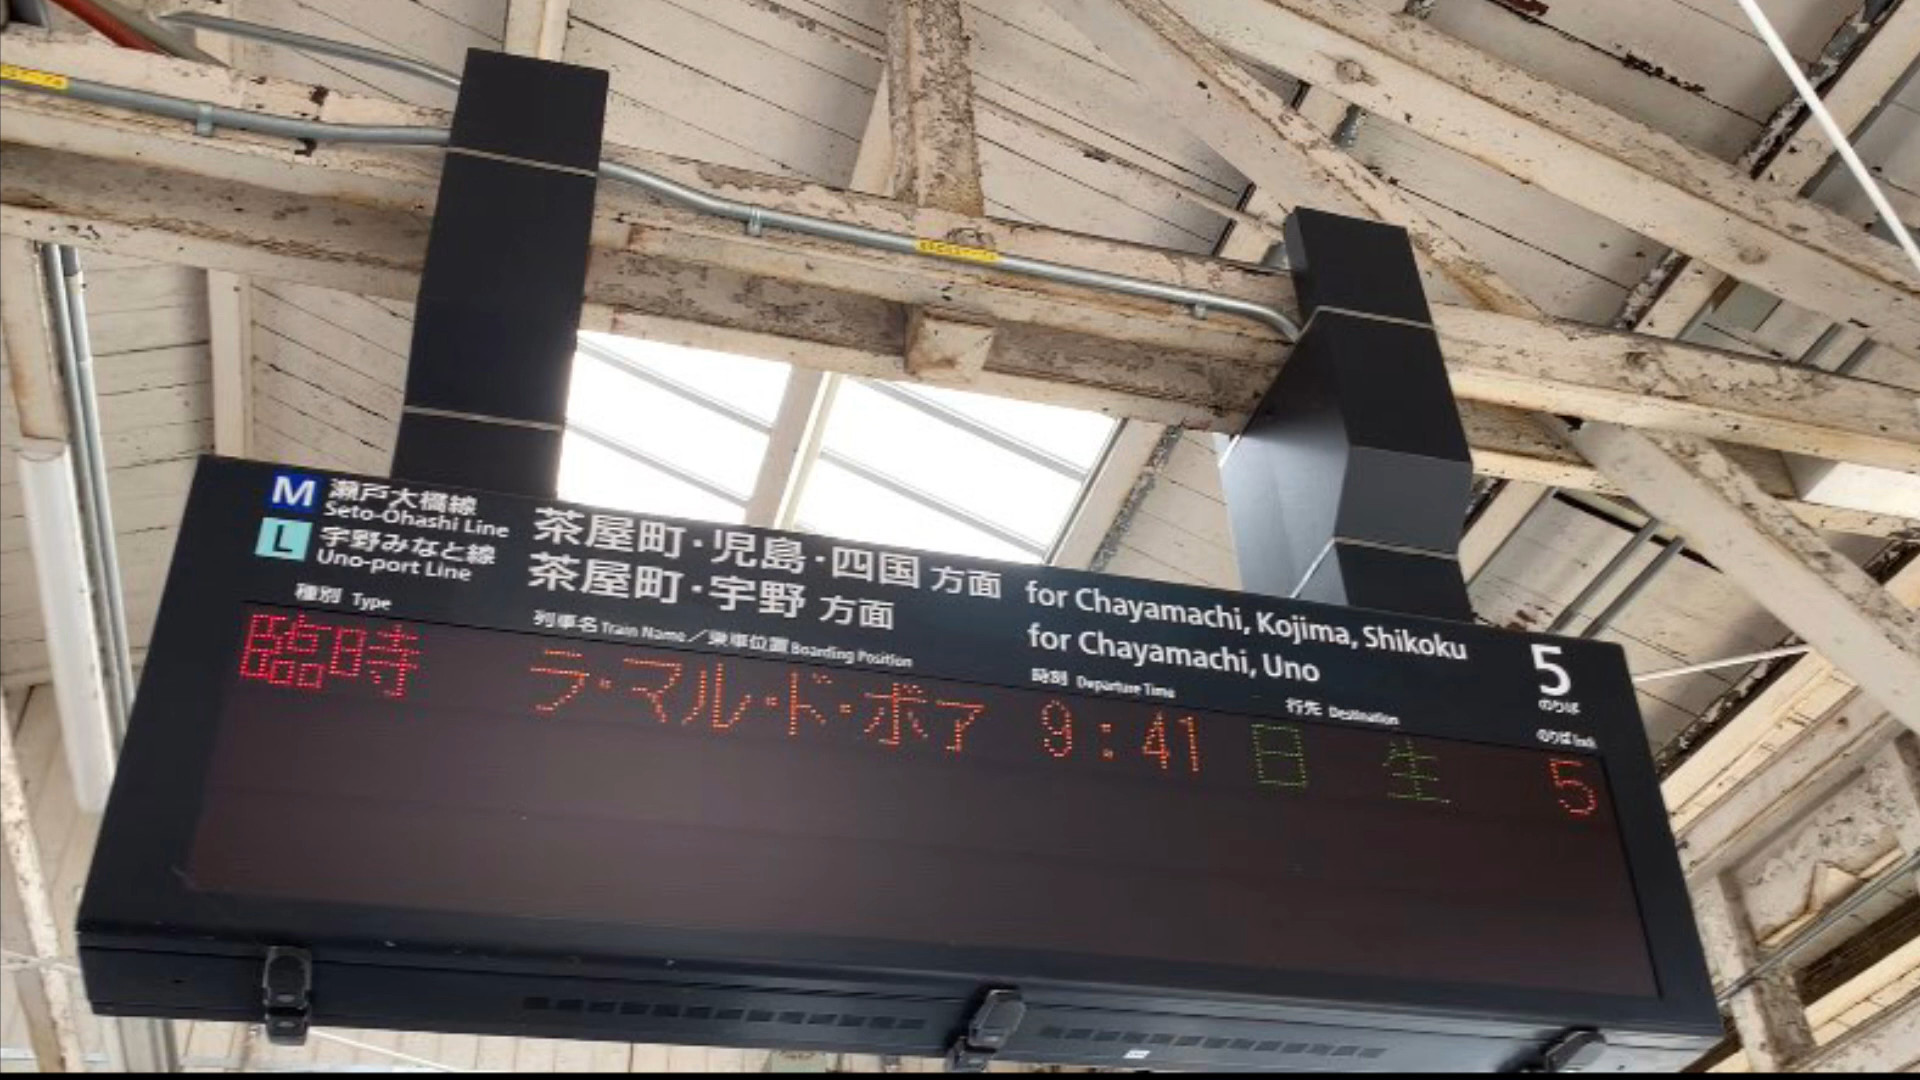 M 瀬戸大橋線
Seto-Ohashi Line
L 宇野みなと線
Uno-port Line
茶屋町・児島・四国 方面 for Chayamachi, Kojima, Shikoku
茶屋町・宇野 方面 for Chayamachi, Uno
5
のりば
種別 Type 列車名 Train Name／乗車位置 Boarding Position 時刻 Departure Time 行先 Destination のりば
臨時 ラ・マル・ド・ボァ 9:41 日 生 5